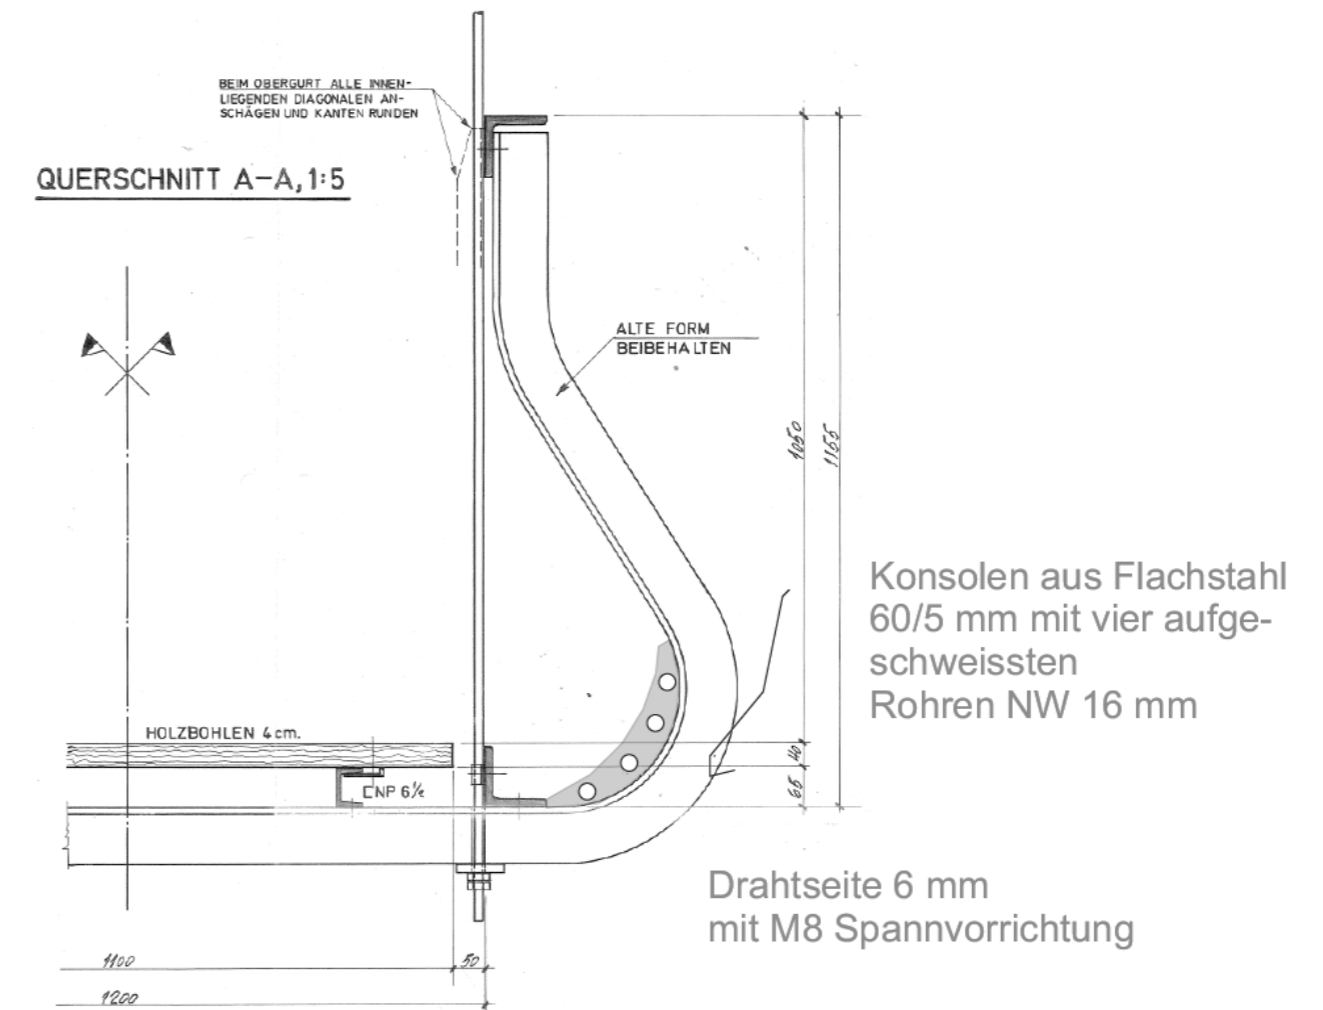 BEIM OBERGURT ALLE INNEN-
LIEGENDEN DIAGONALEN AN-
SCHÄGEN UND KANTEN RUNDEN
QUERSCHNITT A-A, 1:5
ALTE FORM
BEIBEHALTEN
1050
1155
Konsolen aus Flachstahl
60/5 mm mit vier aufge-
schweissten
Rohren NW 16 mm
HOLZBOHLEN 4 cm.
40
CNP 6½
65
Drahtseite 6 mm
mit M8 Spannvorrichtung
1100
50
1200